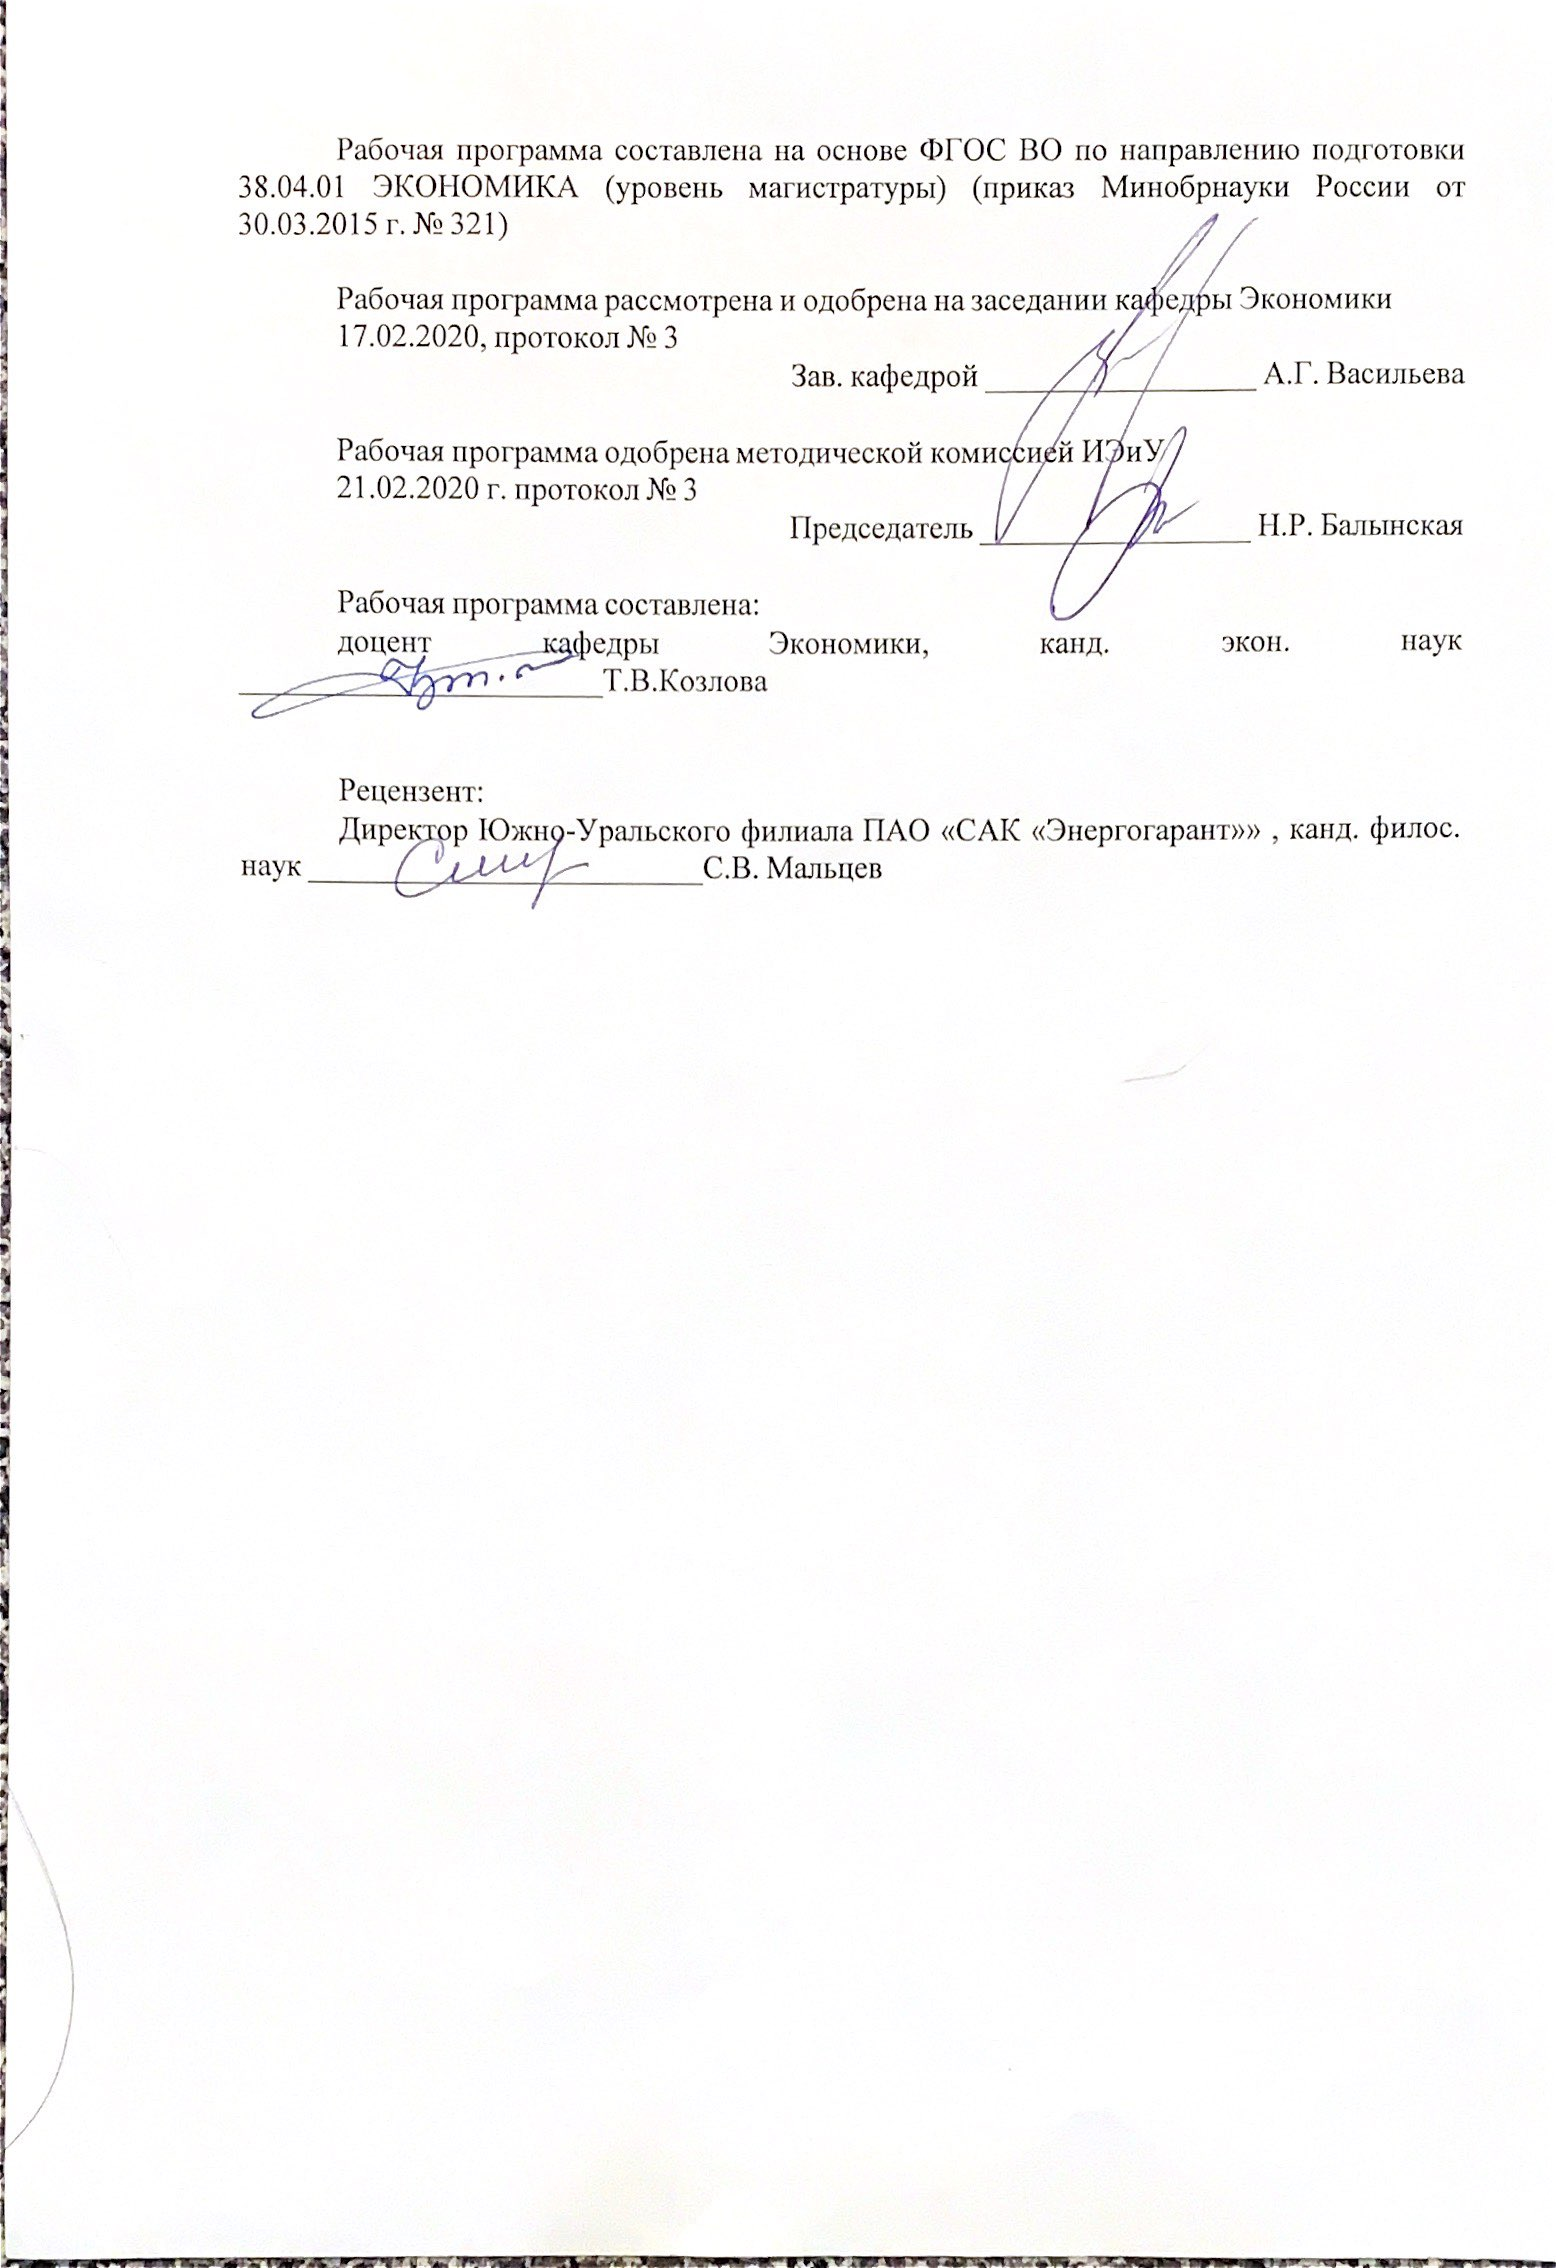 Рабочая программа составлена на основе ФГОС ВО по направлению подготовки
38.04.01 ЭКОНОМИКА (уровень магистратуры) (приказ Минобрнауки России от
30.03.2015 г. № 321)
Рабочая программа рассмотрена и одобрена на заседании кафедры Экономики
17.02.2020, протокол № 3
Зав. кафедрой ____________________ А.Г. Васильева
Рабочая программа одобрена методической комиссией ИЭиУ
21.02.2020 г. протокол № 3
Председатель ____________________ Н.Р. Балынская
Рабочая программа составлена:
доцент кафедры Экономики, канд. экон. наук
___________________________Т.В.Козлова
Рецензент:
Директор Южно-Уральского филиала ПАО «САК «Энергогарант»» , канд. филос.
наук _____________________________С.В. Мальцев